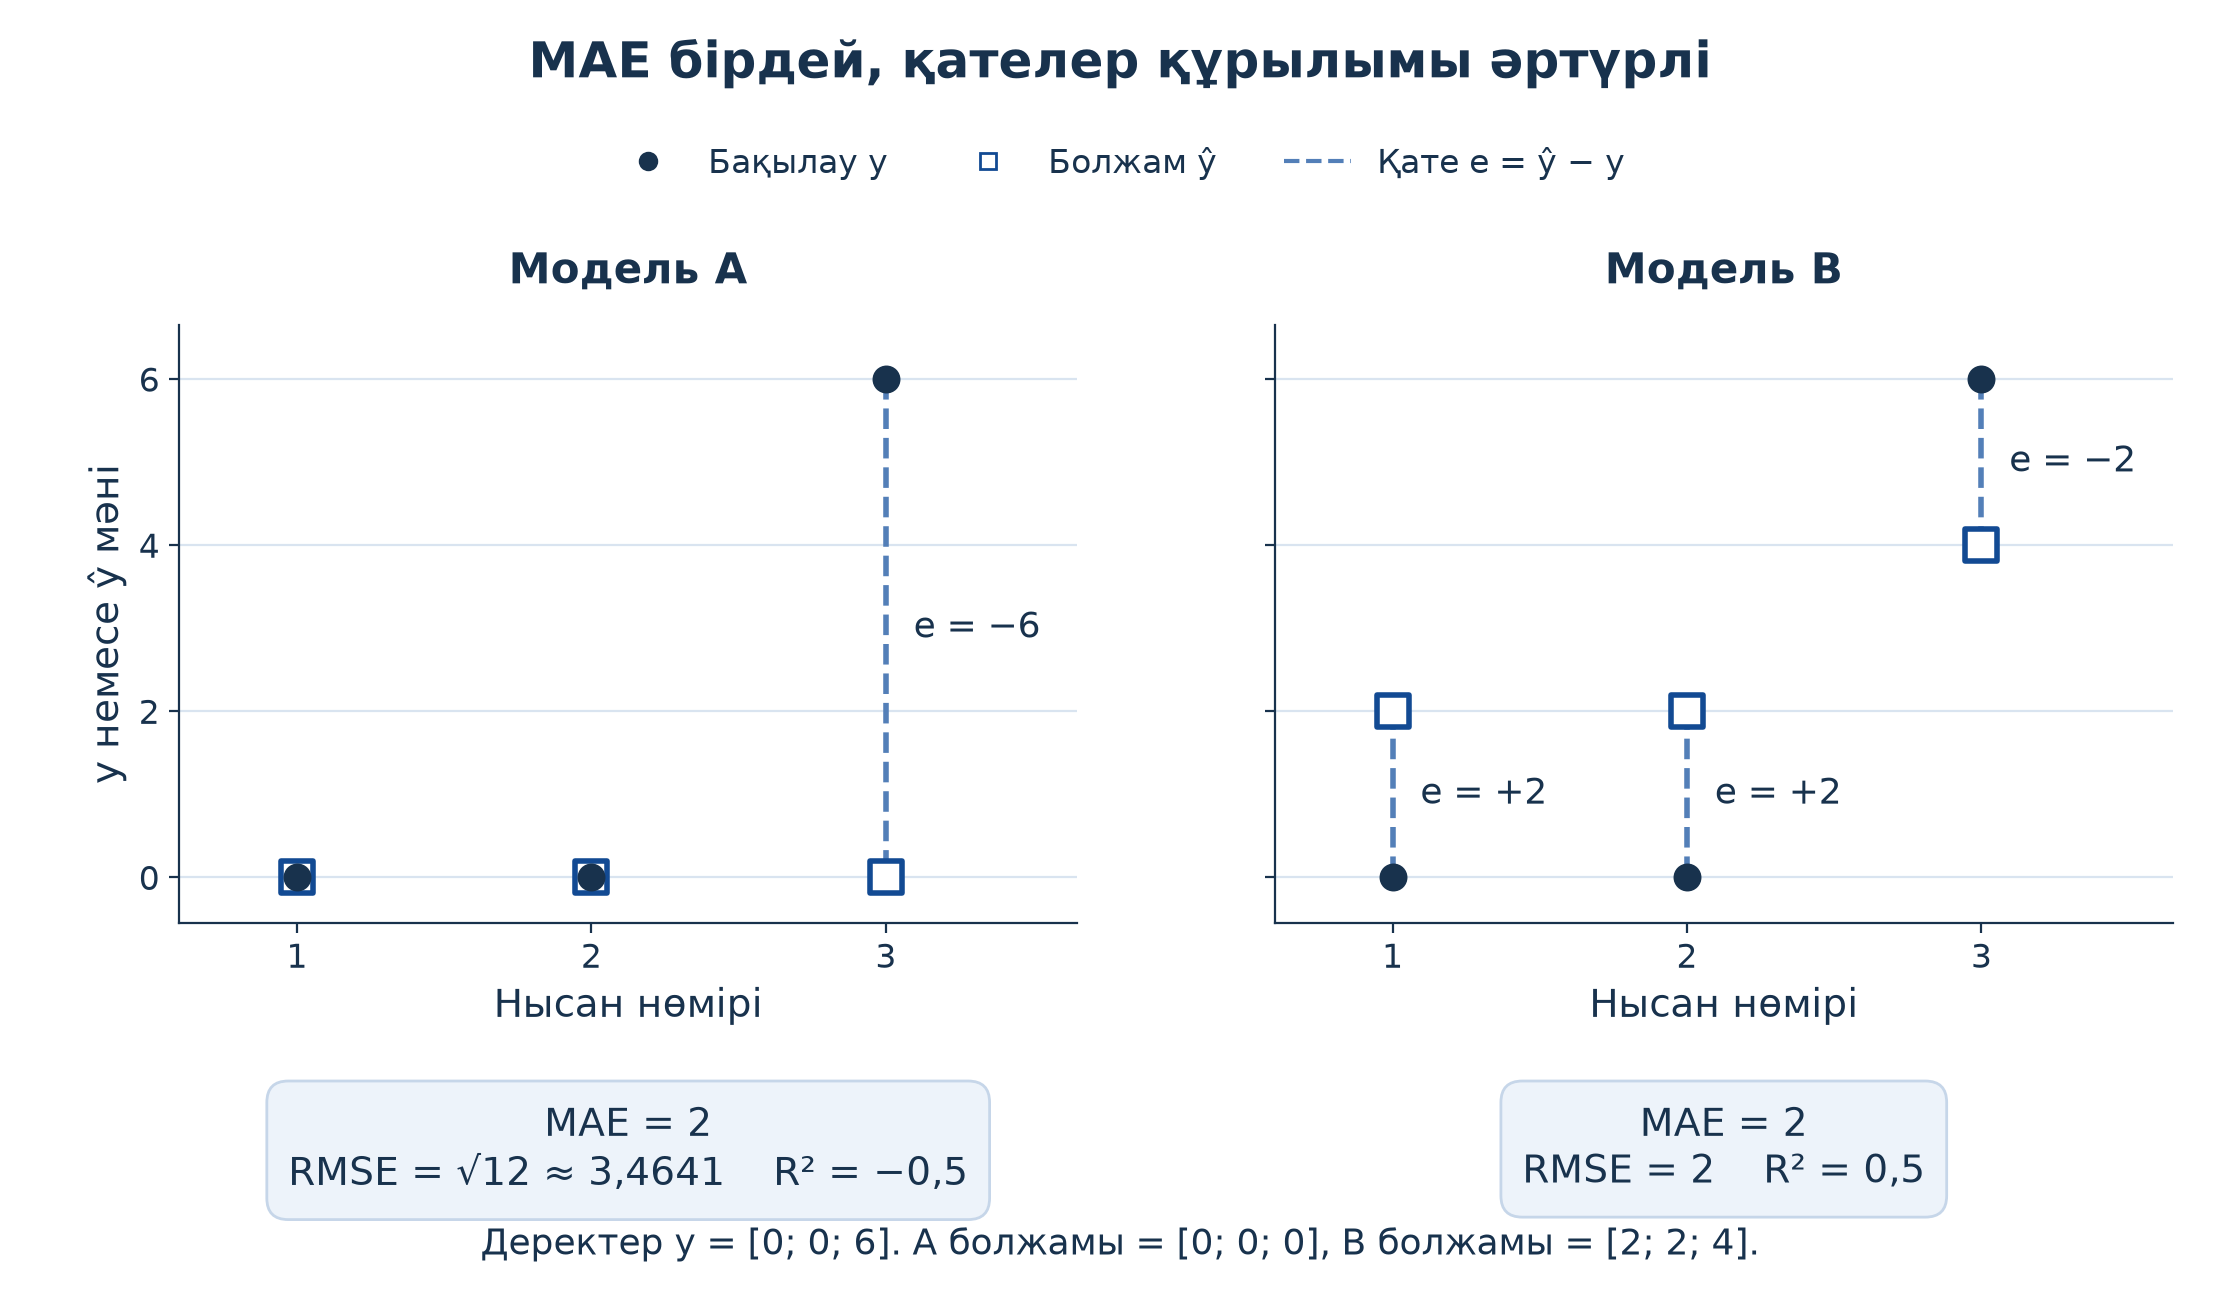 МАЕ бірдей, қателер құрылымы әртүрлі
Бақылау y
Болжам ŷ
Қате e = ŷ − y
Модель A
Модель B
y немесе ŷ мәні
6
4
2
0
e = −6
1
2
3
Нысан нөмірі
e = +2
e = +2
e = −2
1
2
3
Нысан нөмірі
MAE = 2
RMSE = √12 ≈ 3,4641 R² = −0,5
MAE = 2
RMSE = 2 R² = 0,5
Деректер y = [0; 0; 6]. A болжамы = [0; 0; 0], B болжамы = [2; 2; 4].